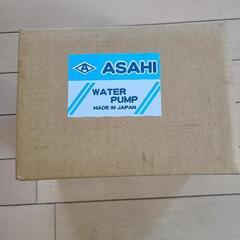 A ASAHI
WATER
PUMP
MADE IN JAPAN